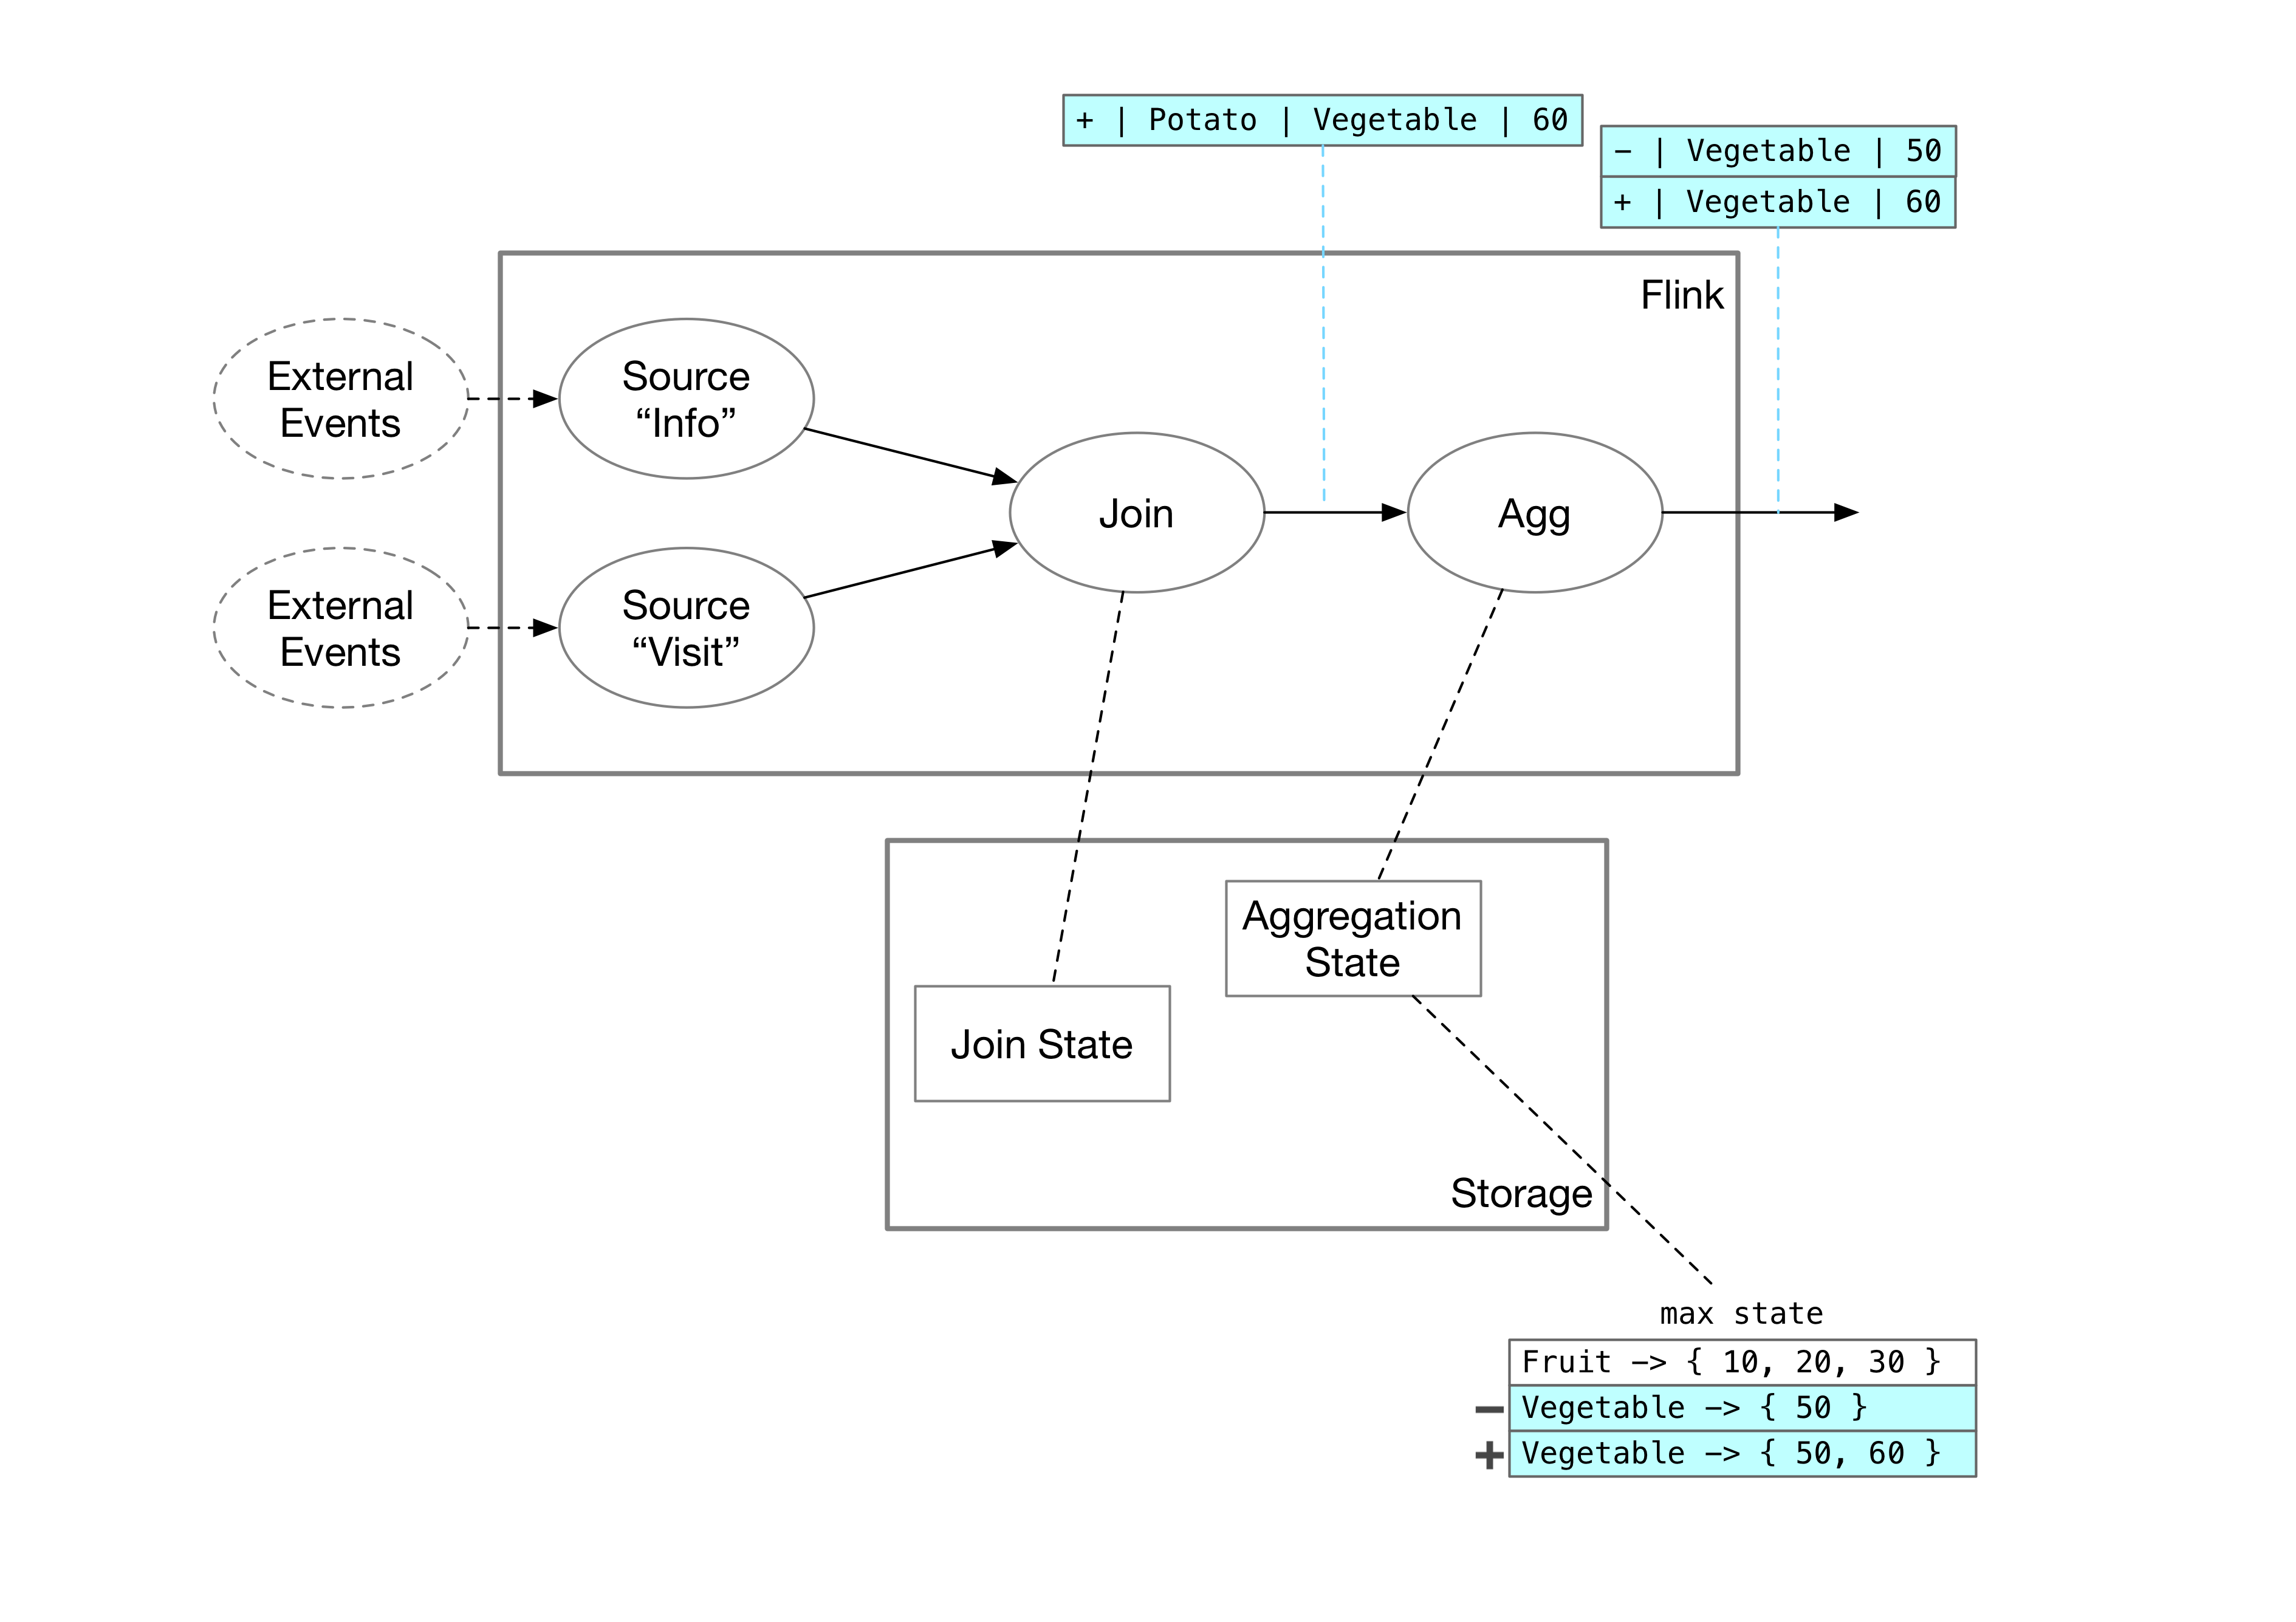 + | Potato | Vegetable | 60
− | Vegetable | 50
+ | Vegetable | 60
Flink
External
Events
Source
“Info”
Join
Agg
External
Events
Source
“Visit”
Aggregation
State
Join State
Storage
max state
Fruit −> { 10, 20, 30 }
− Vegetable −> { 50 }
+ Vegetable −> { 50, 60 }